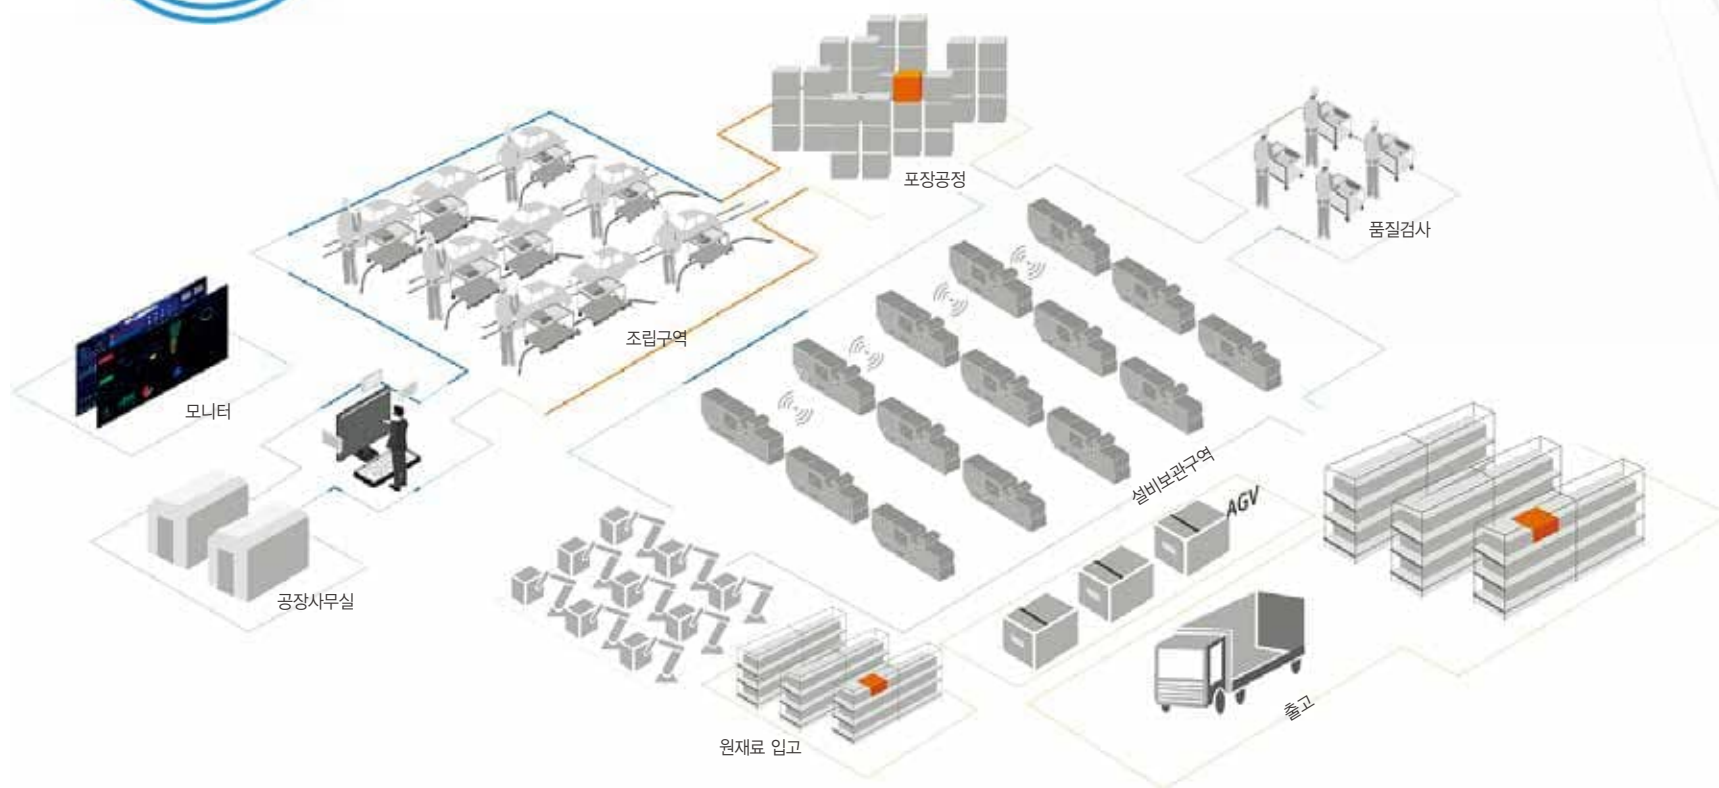 포장공정
품질검사
조립구역
모니터
설비보관구역
AGV
공장사무실
출고
원재료 입고